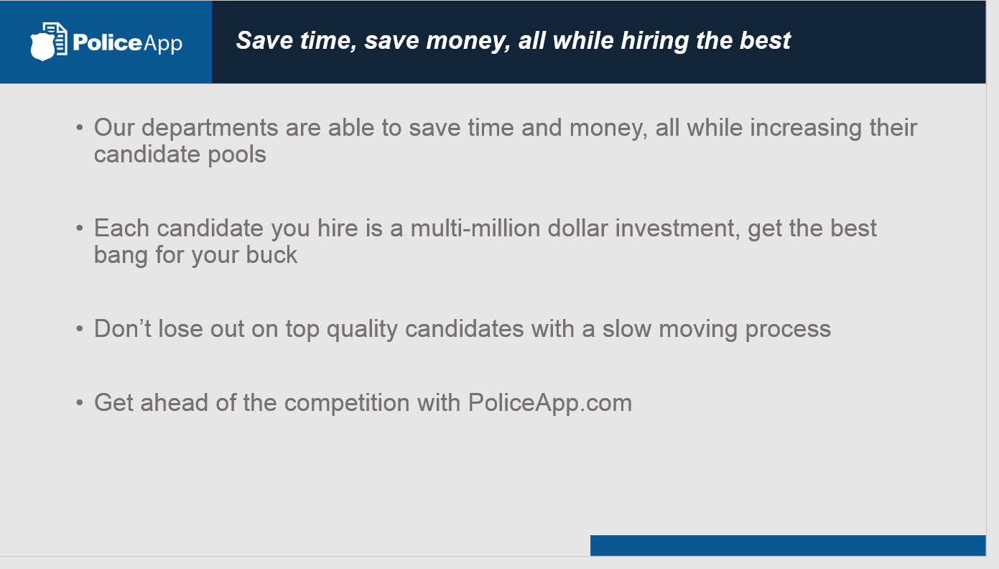 PoliceApp
Save time, save money, all while hiring the best
• Our departments are able to save time and money, all while increasing their
candidate pools
• Each candidate you hire is a multi-million dollar investment, get the best
bang for your buck
• Don’t lose out on top quality candidates with a slow moving process
• Get ahead of the competition with PoliceApp.com